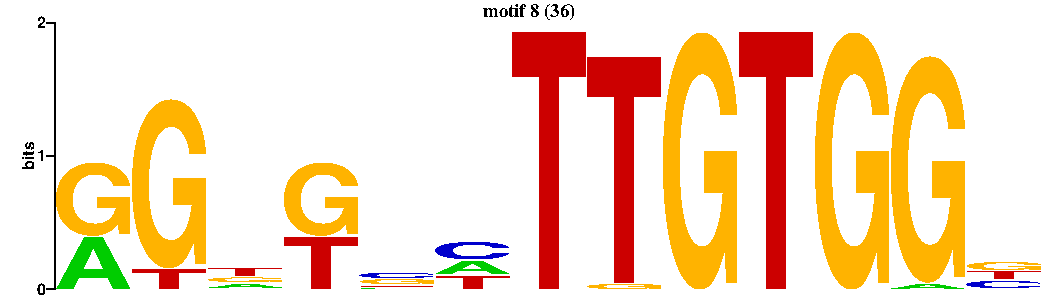 motif 8 (36)
2
1
0
bits
G G T G C C T T G T G G G
A T G T G A G A T
A T T C